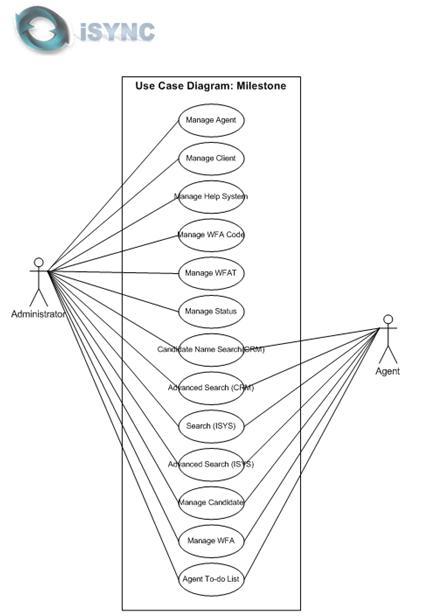 iSYNC
Use Case Diagram: Milestone
Manage Agent
Manage Client
Manage Help System
Manage WFA Code
Manage WFAT
Manage Status
Administrator
Candidate Name Search(CRM)
Agent
Advanced Search (CRM)
Search (ISYS)
Advanced Search (ISYS)
Manage Candidate
Manage WFA
Agent To-do List